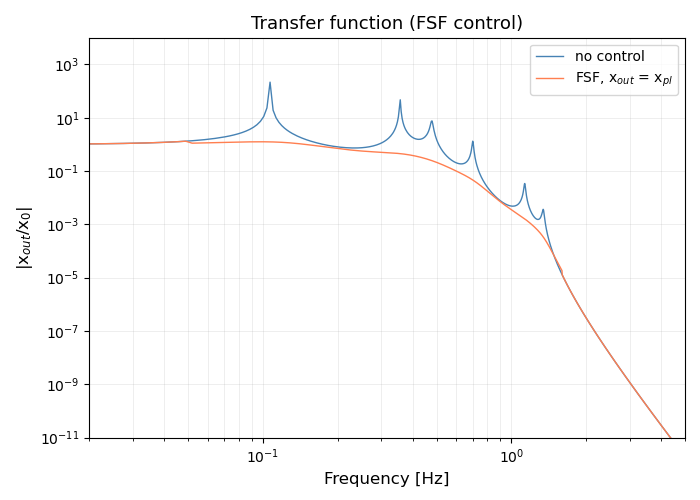 Transfer function (FSF control)
no control
FSF, x_out = x_pl
|x_out/x_0|
10^3
10^1
10^-1
10^-3
10^-5
10^-7
10^-9
10^-11
10^-1
10^0
Frequency [Hz]